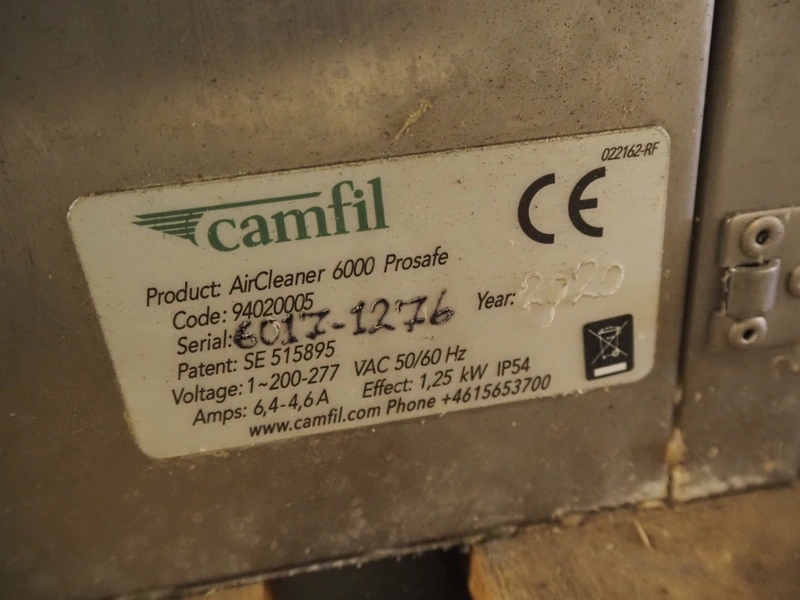 022162-RF
camfil
CE
Product: AirCleaner 6000 Prosafe
Code: 94020005
Serial: 6017-1276 Year: 2020
Patent: SE 515895
Voltage: 1~200-277 VAC 50/60 Hz
Amps: 6,4-4,6A Effect: 1,25 kW IP54
www.camfil.com Phone +4615653700